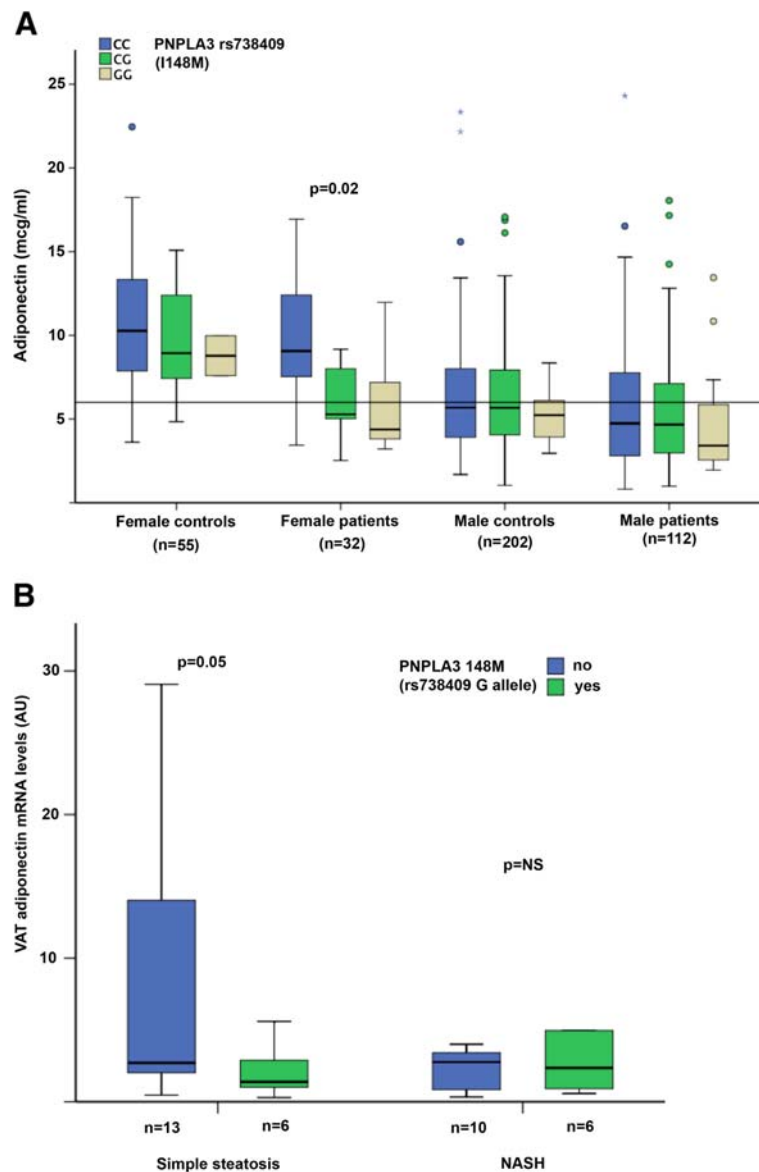 A
CC PNPLA3 rs738409
CG (I148M)
GG
25
20
15
10
5
Adiponectin (mcg/ml)
p=0.02
Female controls Female patients Male controls Male patients
(n=55) (n=32) (n=202) (n=112)
B
p=0.05
PNPLA3 148M no
(rs738409 G allele) yes
30
20
10
VAT adiponectin mRNA levels (AU)
p=NS
n=13 n=6 n=10 n=6
Simple steatosis NASH